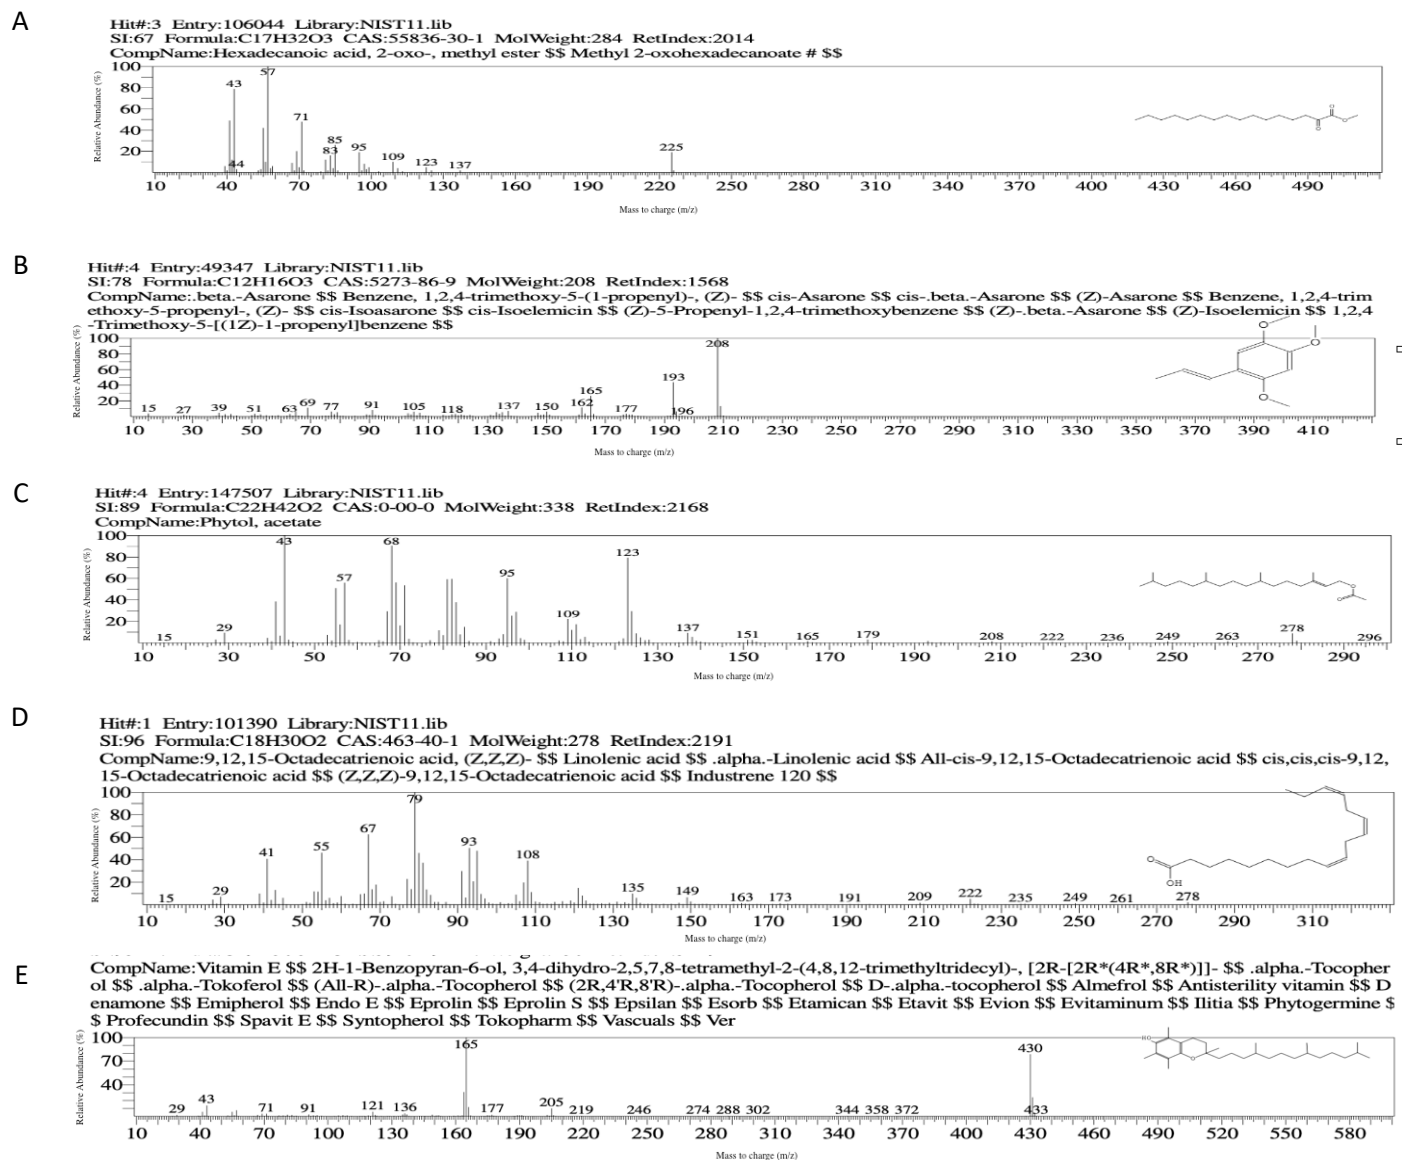 A
Hit#:3 Entry:106044 Library:NIST11.lib
SI:67 Formula:C17H32O3 CAS:55836-30-1 MolWeight:284 RetIndex:2014
CompName:Hexadecanoic acid, 2-oxo-, methyl ester $$ Methyl 2-oxohexadecanoate # $$
Relative Abundance (%)
100
80
60
40
20
43 44 57 71 83 85 95 109 123 137 225
10 40 70 100 130 160 190 220 250 280 310 340 370 400 430 460 490
Mass to charge (m/z)
O O O
B
Hit#:4 Entry:49347 Library:NIST11.lib
SI:78 Formula:C12H16O3 CAS:5273-86-9 MolWeight:208 RetIndex:1568
CompName:.beta.-Asarone $$ Benzene, 1,2,4-trimethoxy-5-(1-propenyl)-, (Z)- $$ cis-Asarone $$ cis-.beta.-Asarone $$ (Z)-Asarone $$ Benzene, 1,2,4-trim
ethoxy-5-propenyl-, (Z)- $$ cis-Isoasarone $$ cis-Isoelemicin $$ (Z)-5-Propenyl-1,2,4-trimethoxybenzene $$ (Z)-.beta.-Asarone $$ (Z)-Isoelemicin $$ 1,2,4
-Trimethoxy-5-[(1Z)-1-propenyl]benzene $$
Relative Abundance (%)
100
80
60
40
20
15 27 39 51 63 69 77 91 105 118 137 150 162 165 177 193 196 208
10 30 50 70 90 110 130 150 170 190 210 230 250 270 290 310 330 350 370 390 410
Mass to charge (m/z)
O O O
C
Hit#:4 Entry:147507 Library:NIST11.lib
SI:89 Formula:C22H42O2 CAS:0-00-0 MolWeight:338 RetIndex:2168
CompName:Phytol, acetate
Relative Abundance (%)
100
80
60
40
20
15 29 43 57 68 95 109 123 137 151 165 179 208 222 236 249 263 278 296
10 30 50 70 90 110 130 150 170 190 210 230 250 270 290
Mass to charge (m/z)
O O
D
Hit#:1 Entry:101390 Library:NIST11.lib
SI:96 Formula:C18H30O2 CAS:463-40-1 MolWeight:278 RetIndex:2191
CompName:9,12,15-Octadecatrienoic acid, (Z,Z,Z)- $$ Linolenic acid $$ .alpha.-Linolenic acid $$ All-cis-9,12,15-Octadecatrienoic acid $$ cis,cis,cis-9,12,
15-Octadecatrienoic acid $$ (Z,Z,Z)-9,12,15-Octadecatrienoic acid $$ Industrene 120 $$
Relative Abundance (%)
100
80
60
40
20
15 29 41 55 67 79 93 108 135 149 163 173 191 209 222 235 249 261 278
10 30 50 70 90 110 130 150 170 190 210 230 250 270 290 310
Mass to charge (m/z)
O OH
E
CompName:Vitamin E $$ 2H-1-Benzopyran-6-ol, 3,4-dihydro-2,5,7,8-tetramethyl-2-(4,8,12-trimethyltridecyl)-, [2R-[2R*(4R*,8R*)]]- $$ .alpha.-Tocopher
ol $$ .alpha.-Tokoferol $$ (All-R)-.alpha.-Tocopherol $$ (2R,4'R,8'R)-.alpha.-Tocopherol $$ D-.alpha.-tocopherol $$ Almefrol $$ Antisterility vitamin $$ D
enamone $$ Emipherol $$ Endo E $$ Eprolin $$ Eprolin S $$ Epsilan $$ Esorb $$ Etamican $$ Etavit $$ Evion $$ Evitaminum $$ Ilitia $$ Phytogermine $
$ Profecundin $$ Spavit E $$ Syntopherol $$ Tokopharm $$ Vascuals $$ Ver
Relative Abundance (%)
100
70
40
29 43 71 91 121 136 165 177 205 219 246 274 288 302 344 358 372 430 433
10 40 70 100 130 160 190 220 250 280 310 340 370 400 430 460 490 520 550 580
Mass to charge (m/z)
HO O